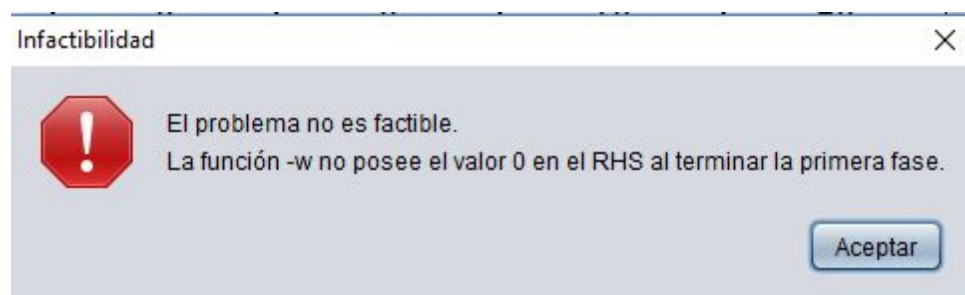 Infactibilidad
El problema no es factible.
La función -w no posee el valor 0 en el RHS al terminar la primera fase.
Aceptar